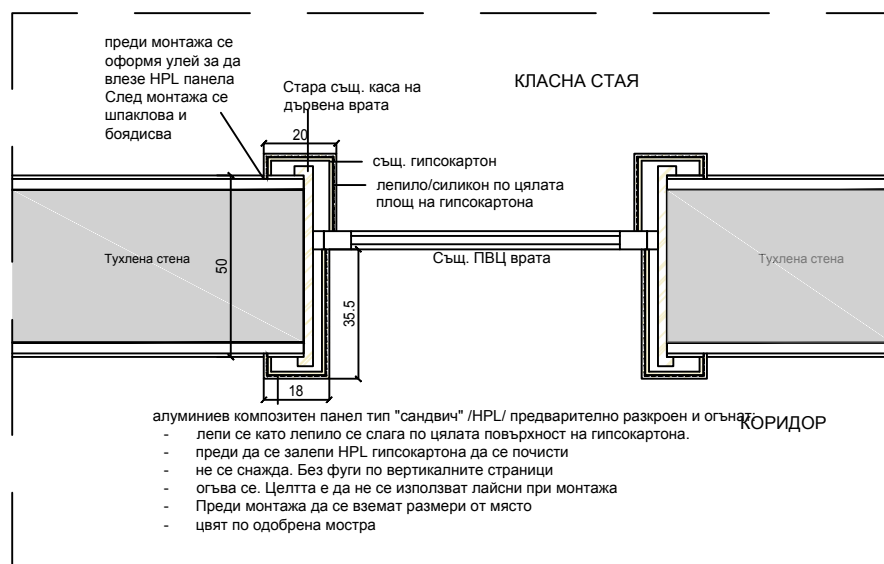 преди монтажа се
оформя улей за да
влезе HPL панела
След монтажа се
шпаклова и
боядисва
Стара същ. каса на
дървена врата
КЛАСНА СТАЯ
20
същ. гипсокартон
лепило/силикон по цялата
площ на гипсокартона
Тухлена стена
50
Същ. ПВЦ врата
Тухлена стена
35.5
18
алуминиев композитен панел тип "сандвич" /HPL/ предварително разкроен и огънат:
КОРИДОР
- лепи се като лепило се слага по цялата повърхност на гипсокартона.
- преди да се залепи HPL гипсокартона да се почисти
- не се снажда. Без фуги по вертикалните страници
- огъва се. Целтта е да не се използват лайсни при монтажа
- Преди монтажа да се вземат размери от място
- цвят по одобрена мостра